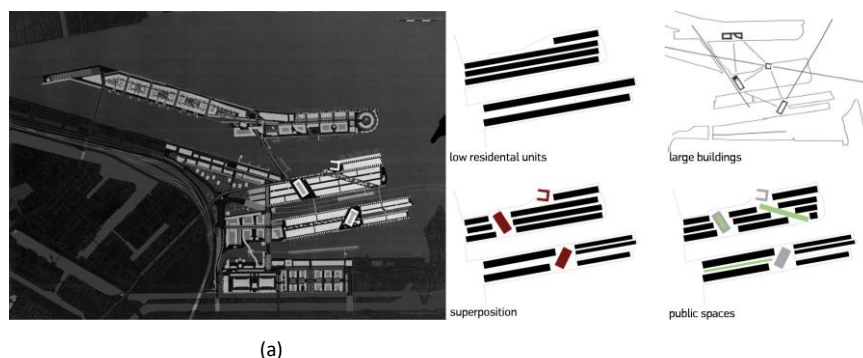 low residental units
large buildings
superposition
public spaces
(a)